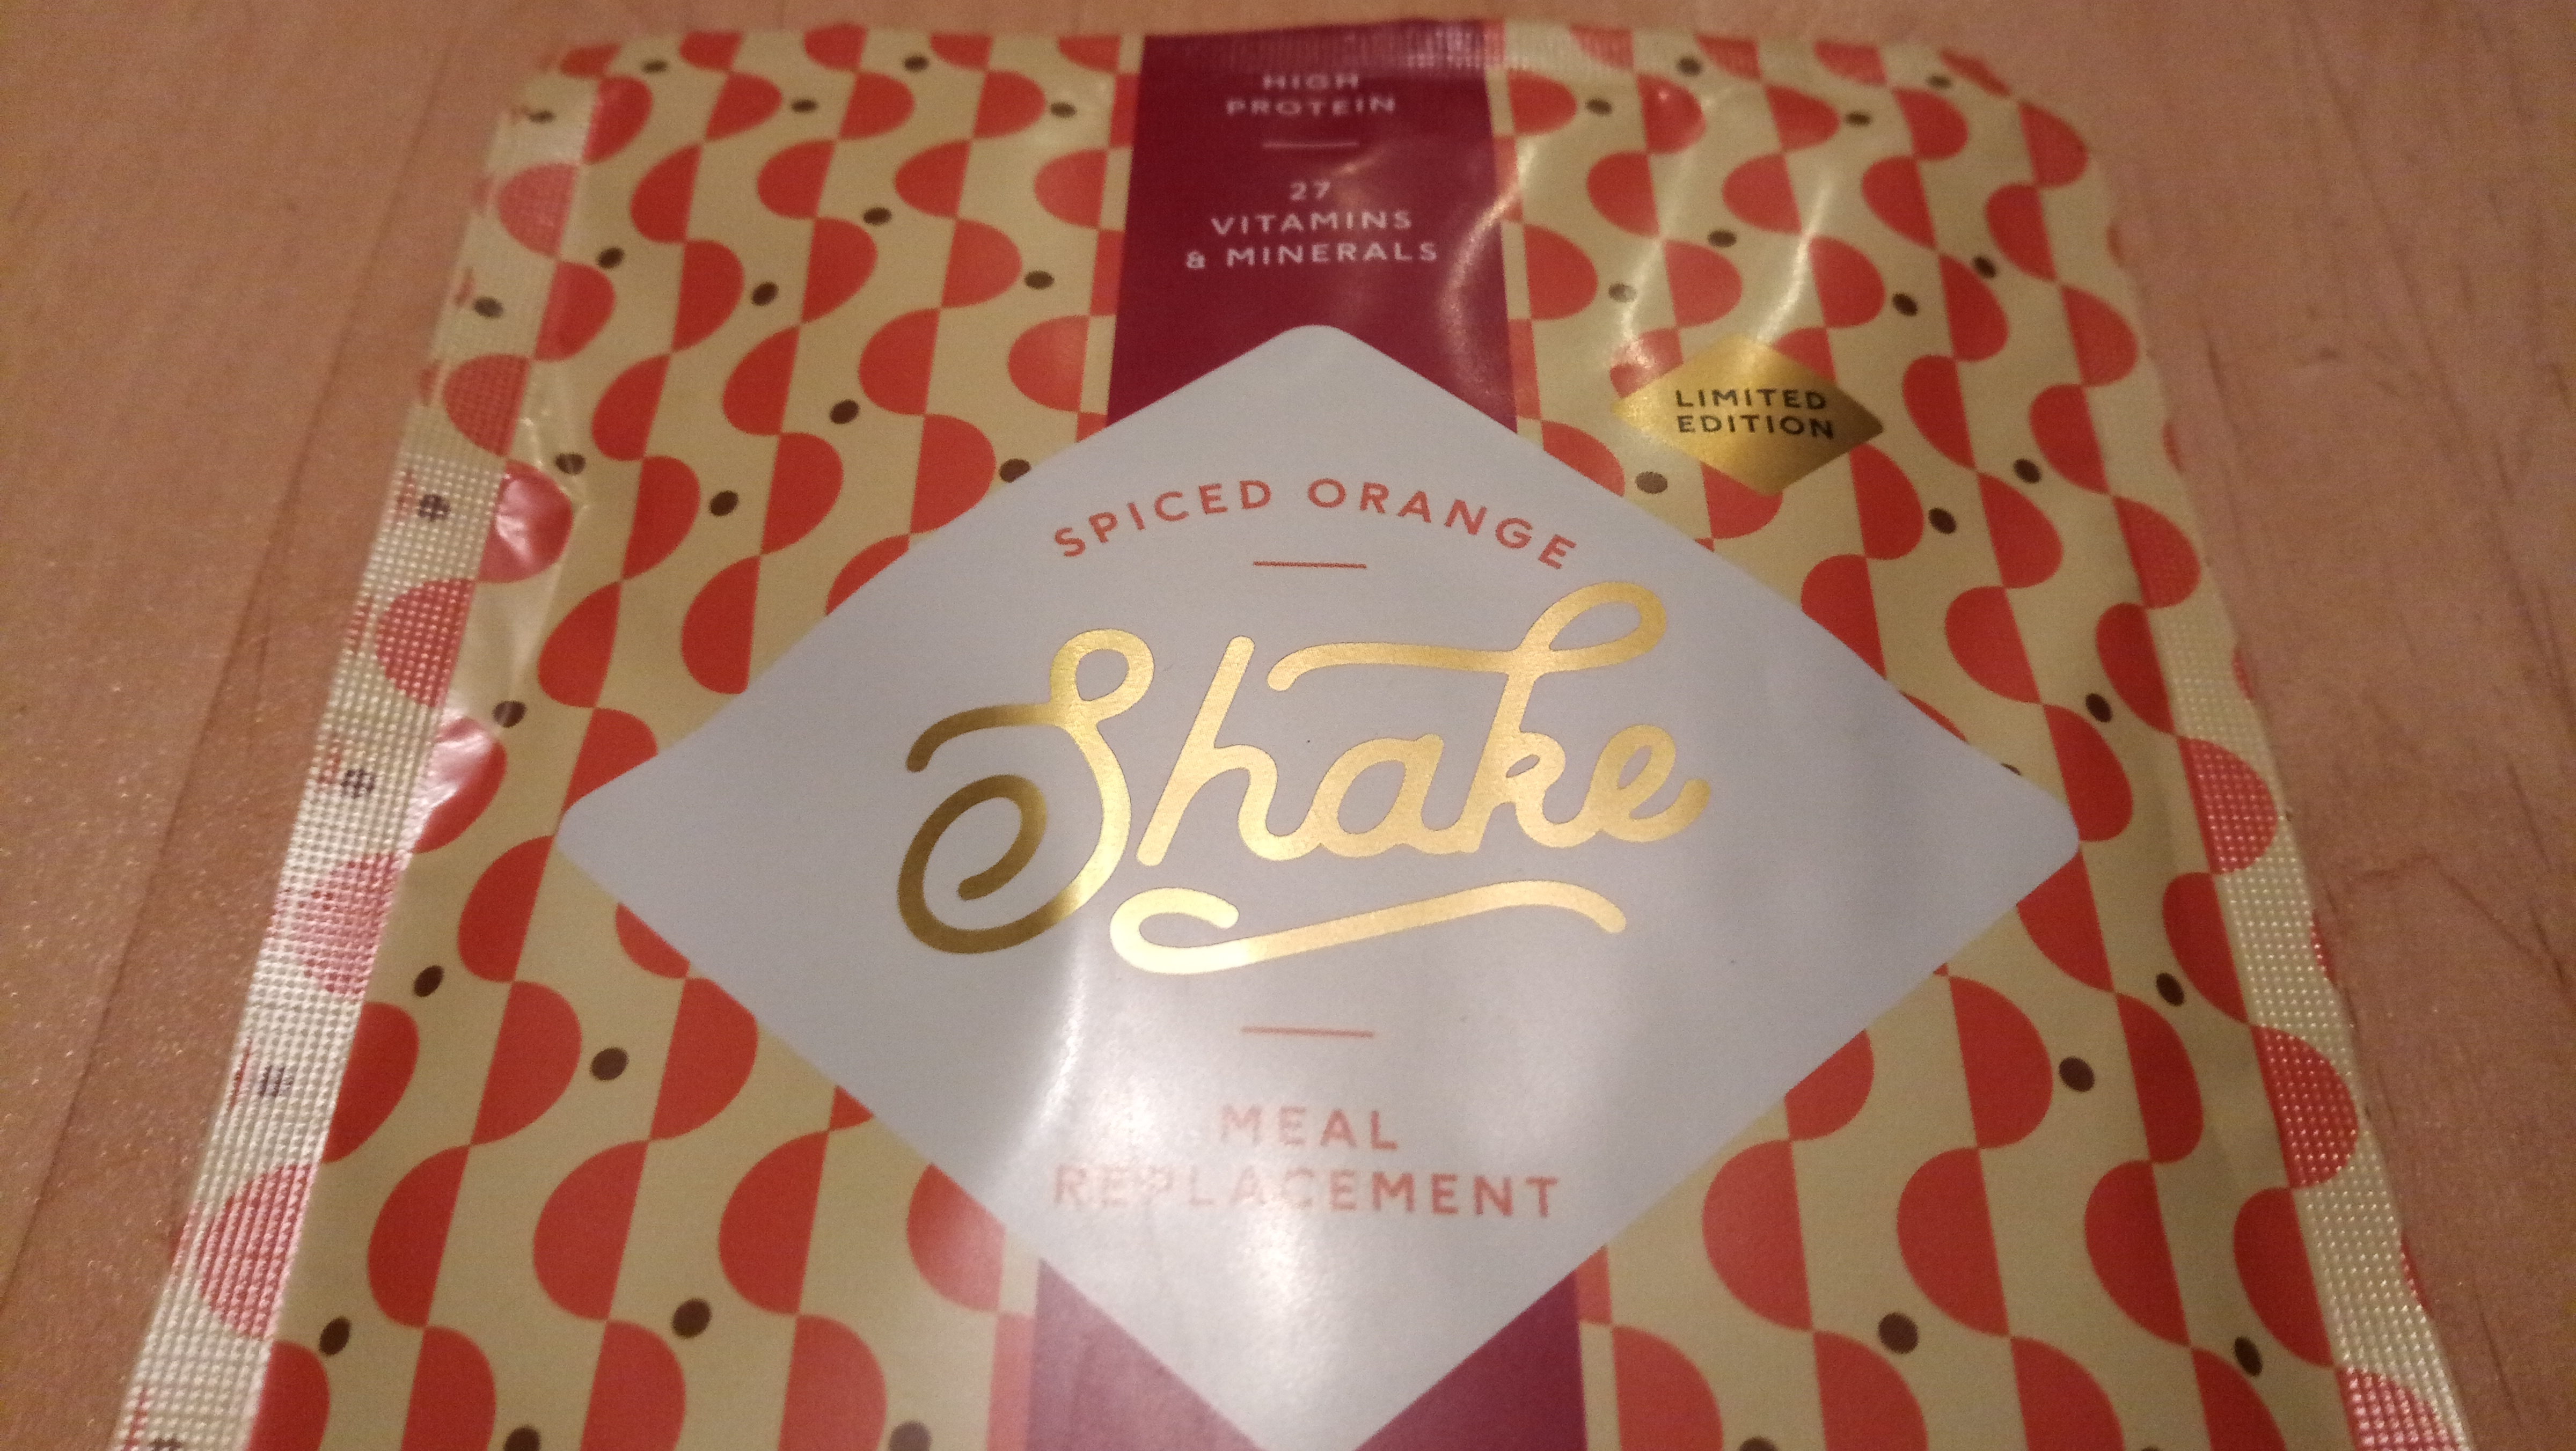 HIGH
PROTEIN
27
VITAMINS
& MINERALS
LIMITED
EDITION
SPICED ORANGE
Shake
MEAL
REPLACEMENT